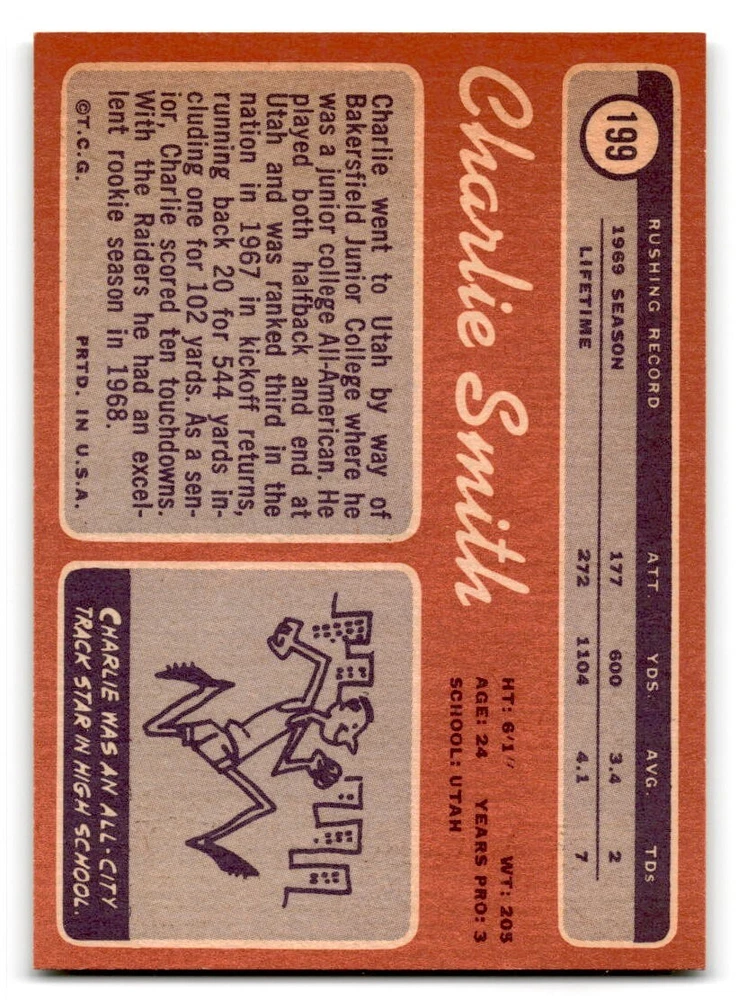 199
RUSHING RECORD ATT. YDS. AVG. TDs
1969 SEASON 177 600 3.4 2
LIFETIME 272 1104 4.1 7
Charlie Smith
HT: 6'1" WT: 205
AGE: 24 YEARS PRO: 3
SCHOOL: UTAH
Charlie went to Utah by way of
Bakersfield Junior College where he
was a junior college All-American. He
played both halfback and end at
Utah and was ranked third in the
nation in 1967 in kickoff returns,
running back 20 for 544 yards in-
cluding one for 102 yards. As a sen-
ior, Charlie scored ten touchdowns.
With the Raiders he had an excel-
lent rookie season in 1968.
©T.C.G. PRTD. IN U.S.A.
CHARLIE WAS AN ALL-CITY
TRACK STAR IN HIGH SCHOOL.